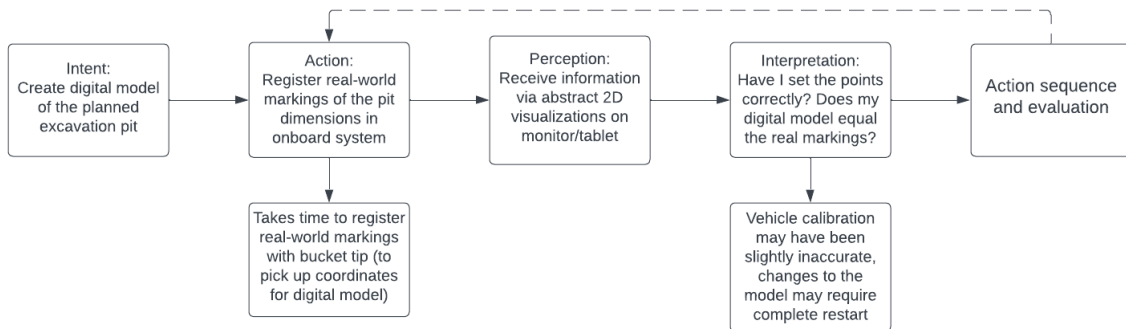 Intent:
Create digital model
of the planned
excavation pit
Action:
Register real-world
markings of the pit
dimensions in
onboard system
Perception:
Receive information
via abstract 2D
visualizations on
monitor/tablet
Interpretation:
Have I set the points
correctly? Does my
digital model equal
the real markings?
Action sequence
and evaluation
Takes time to register
real-world markings
with bucket tip (to
pick up coordinates
for digital model)
Vehicle calibration
may have been
slightly inaccurate,
changes to the
model may require
complete restart